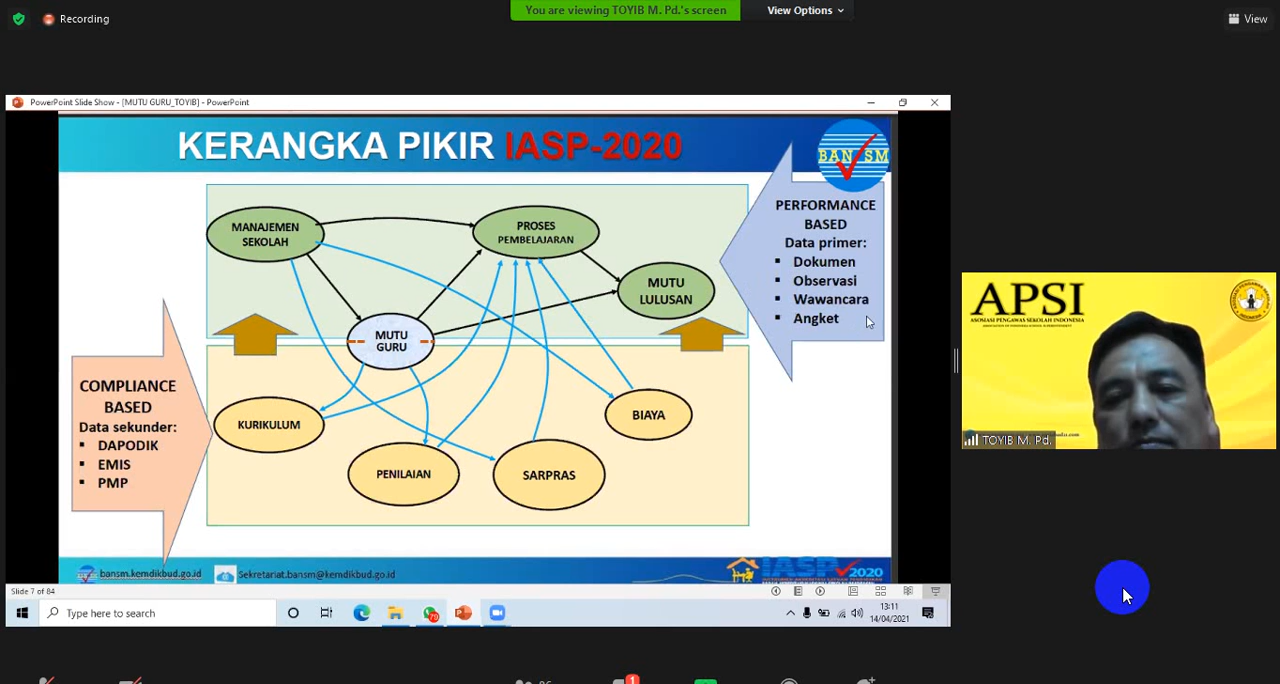 Recording
You are viewing TOYIB M. Pd.'s screen
View Options
View
PowerPoint Slide Show - [MUTU GURU_TOYIB] - PowerPoint
KERANGKA PIKIR IASP-2020
BAN SM
MANAJEMEN
SEKOLAH
PROSES
PEMBELAJARAN
MUTU
LULUSAN
MUTU
GURU
PERFORMANCE
BASED
Data primer:
▪ Dokumen
▪ Observasi
▪ Wawancara
▪ Angket
COMPLIANCE
BASED
Data sekunder:
▪ DAPODIK
▪ EMIS
▪ PMP
KURIKULUM
PENILAIAN
SARPRAS
BIAYA
bansm.kemdikbud.go.id
Sekretariat.bansm@kemdikbud.go.id
IASP 2020
Slide 7 of 84
Type here to search
13:11
14/04/2021
APSI
ASOSIASI PENGAWAS SEKOLAH INDONESIA
TOYIB M. Pd.
1